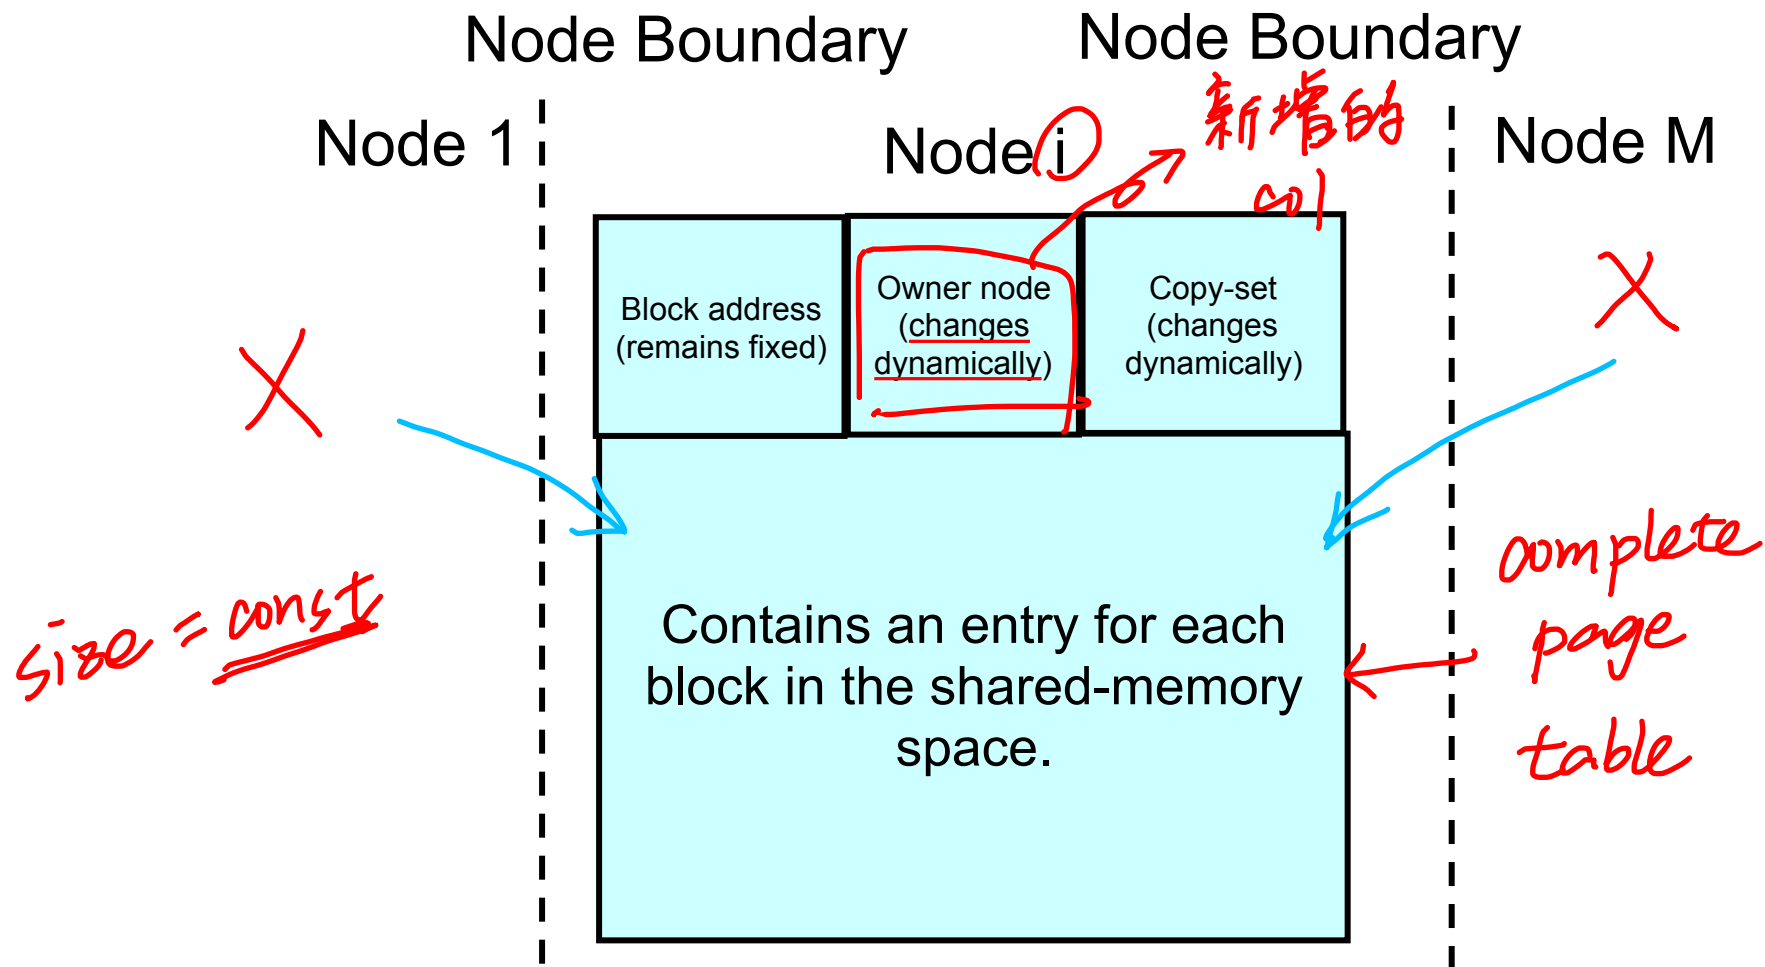 Node Boundary
Node Boundary
Node 1
Node i
Node M
新增的
col
Block address
(remains fixed)
Owner node
(changes
dynamically)
Copy-set
(changes
dynamically)
X
X
size = const
Contains an entry for each
block in the shared-memory
space.
complete
page
table